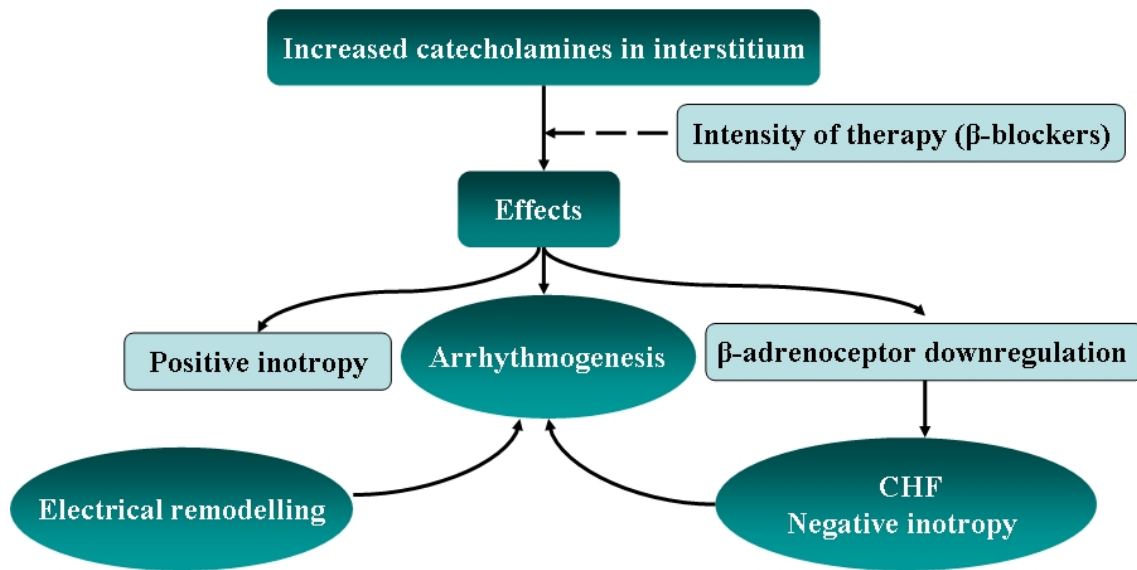 Increased catecholamines in interstitium
Intensity of therapy (β-blockers)
Effects
Positive inotropy
Arrhythmogenesis
β-adrenoceptor downregulation
Electrical remodelling
CHF
Negative inotropy